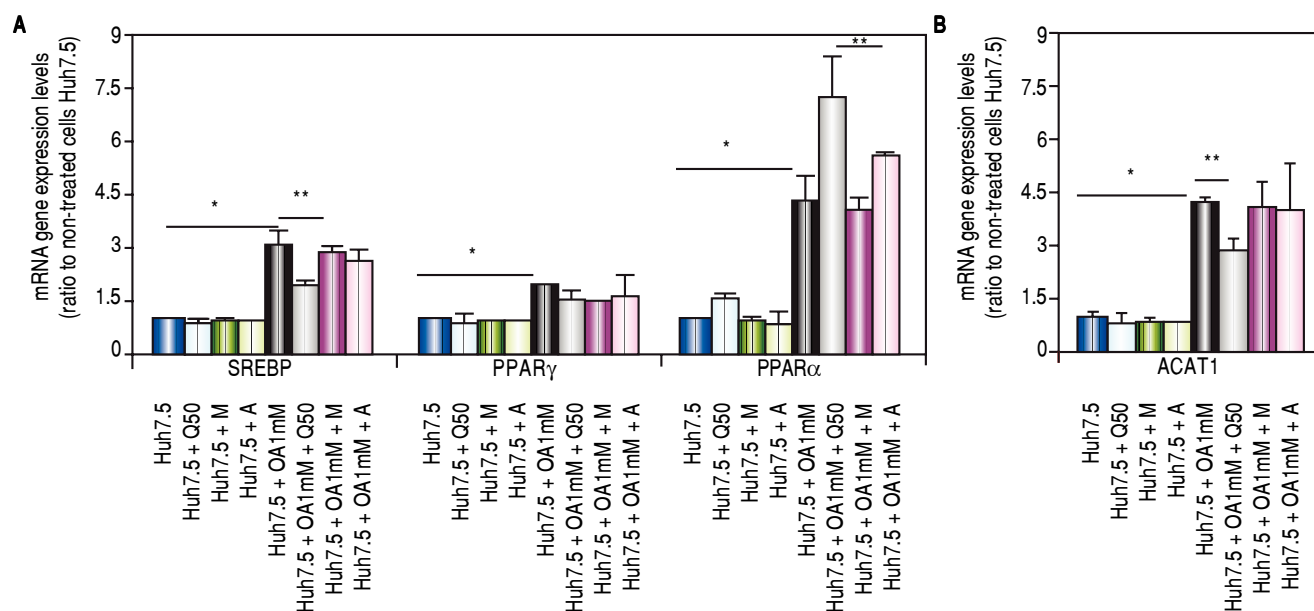 A
mRNA gene expression levels
(ratio to non-treated cells Huh7.5)
9
7.5
6
4.5
3
1.5
0
*
**
*
*
**
SREBP
PPARγ
PPARα
Huh7.5
Huh7.5 + Q50
Huh7.5 + M
Huh7.5 + A
Huh7.5 + OA1mM
Huh7.5 + OA1mM + Q50
Huh7.5 + OA1mM + M
Huh7.5 + OA1mM + A
Huh7.5
Huh7.5 + Q50
Huh7.5 + M
Huh7.5 + A
Huh7.5 + OA1mM
Huh7.5 + OA1mM + Q50
Huh7.5 + OA1mM + M
Huh7.5 + OA1mM + A
Huh7.5
Huh7.5 + Q50
Huh7.5 + M
Huh7.5 + A
Huh7.5 + OA1mM
Huh7.5 + OA1mM + Q50
Huh7.5 + OA1mM + M
Huh7.5 + OA1mM + A
B
mRNA gene expression levels
(ratio to non-treated cells Huh7.5)
9
7.5
6
4.5
3
1.5
0
*
**
ACAT1
Huh7.5
Huh7.5 + Q50
Huh7.5 + M
Huh7.5 + A
Huh7.5 + OA1mM
Huh7.5 + OA1mM + Q50
Huh7.5 + OA1mM + M
Huh7.5 + OA1mM + A